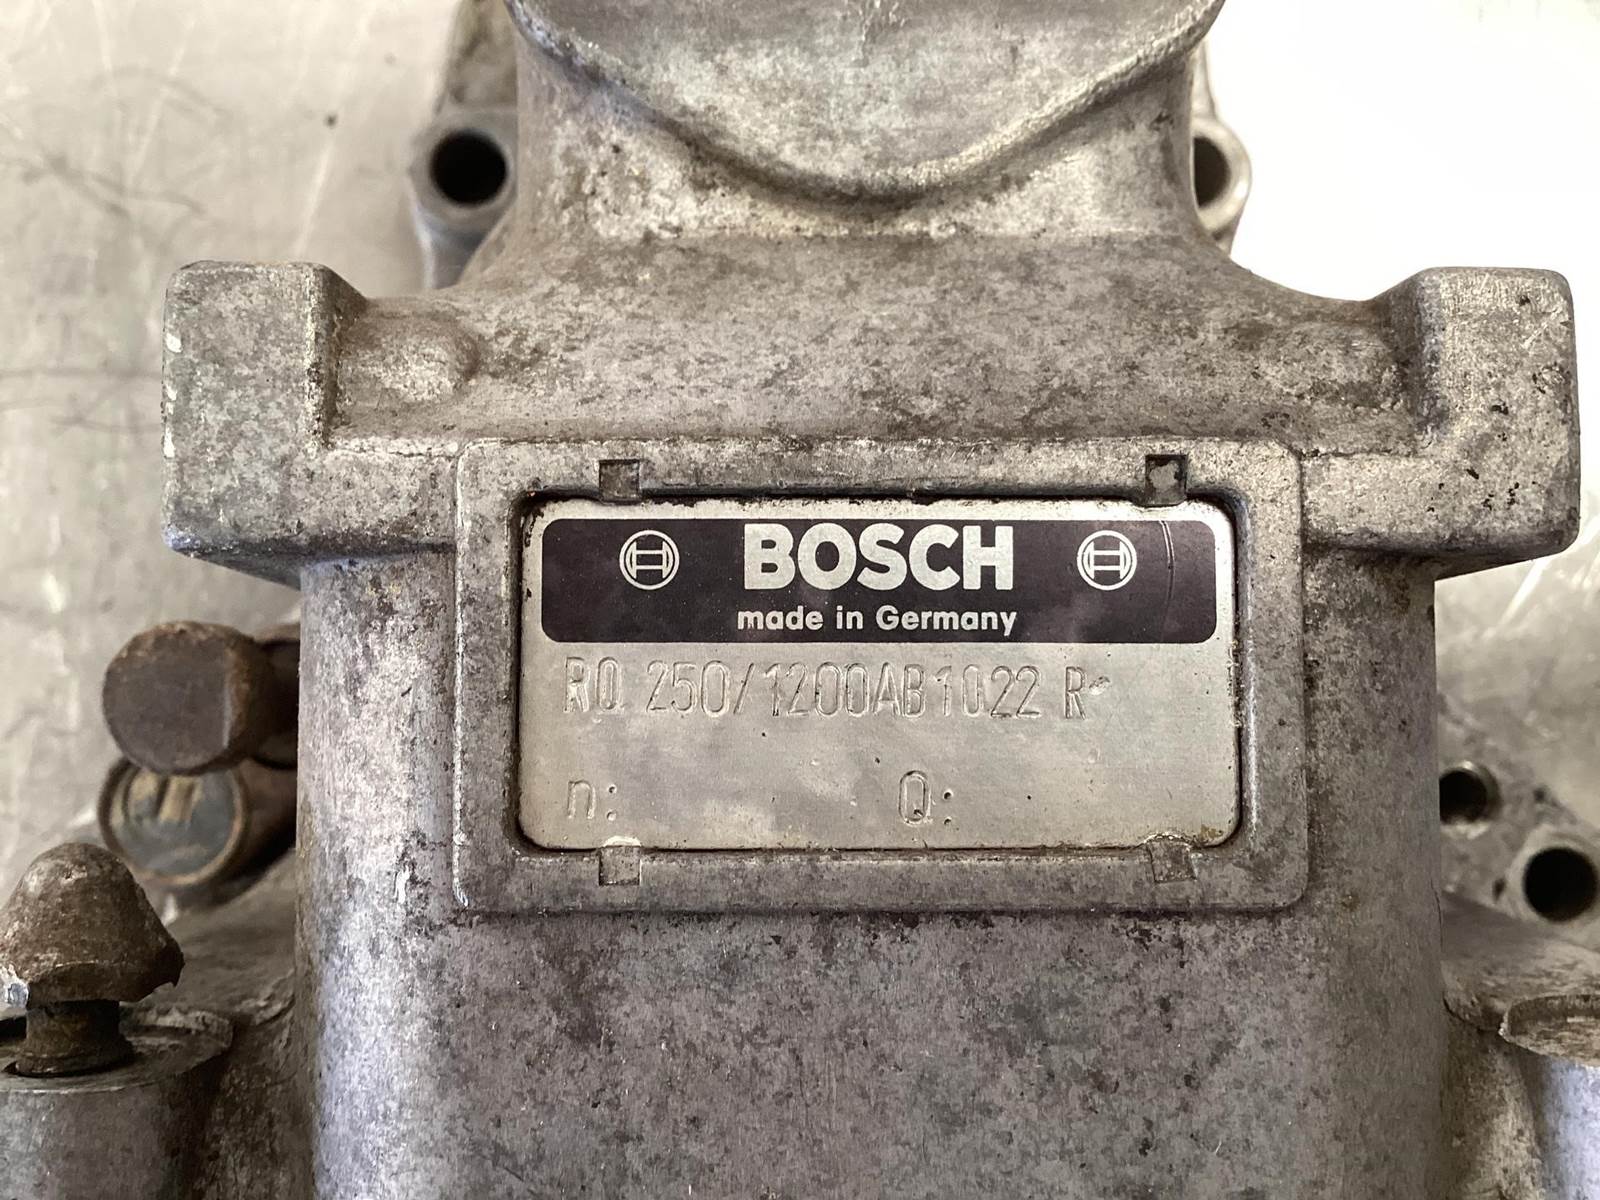 BOSCH
made in Germany
RQ 250/1200AB1022 R
n: Q: